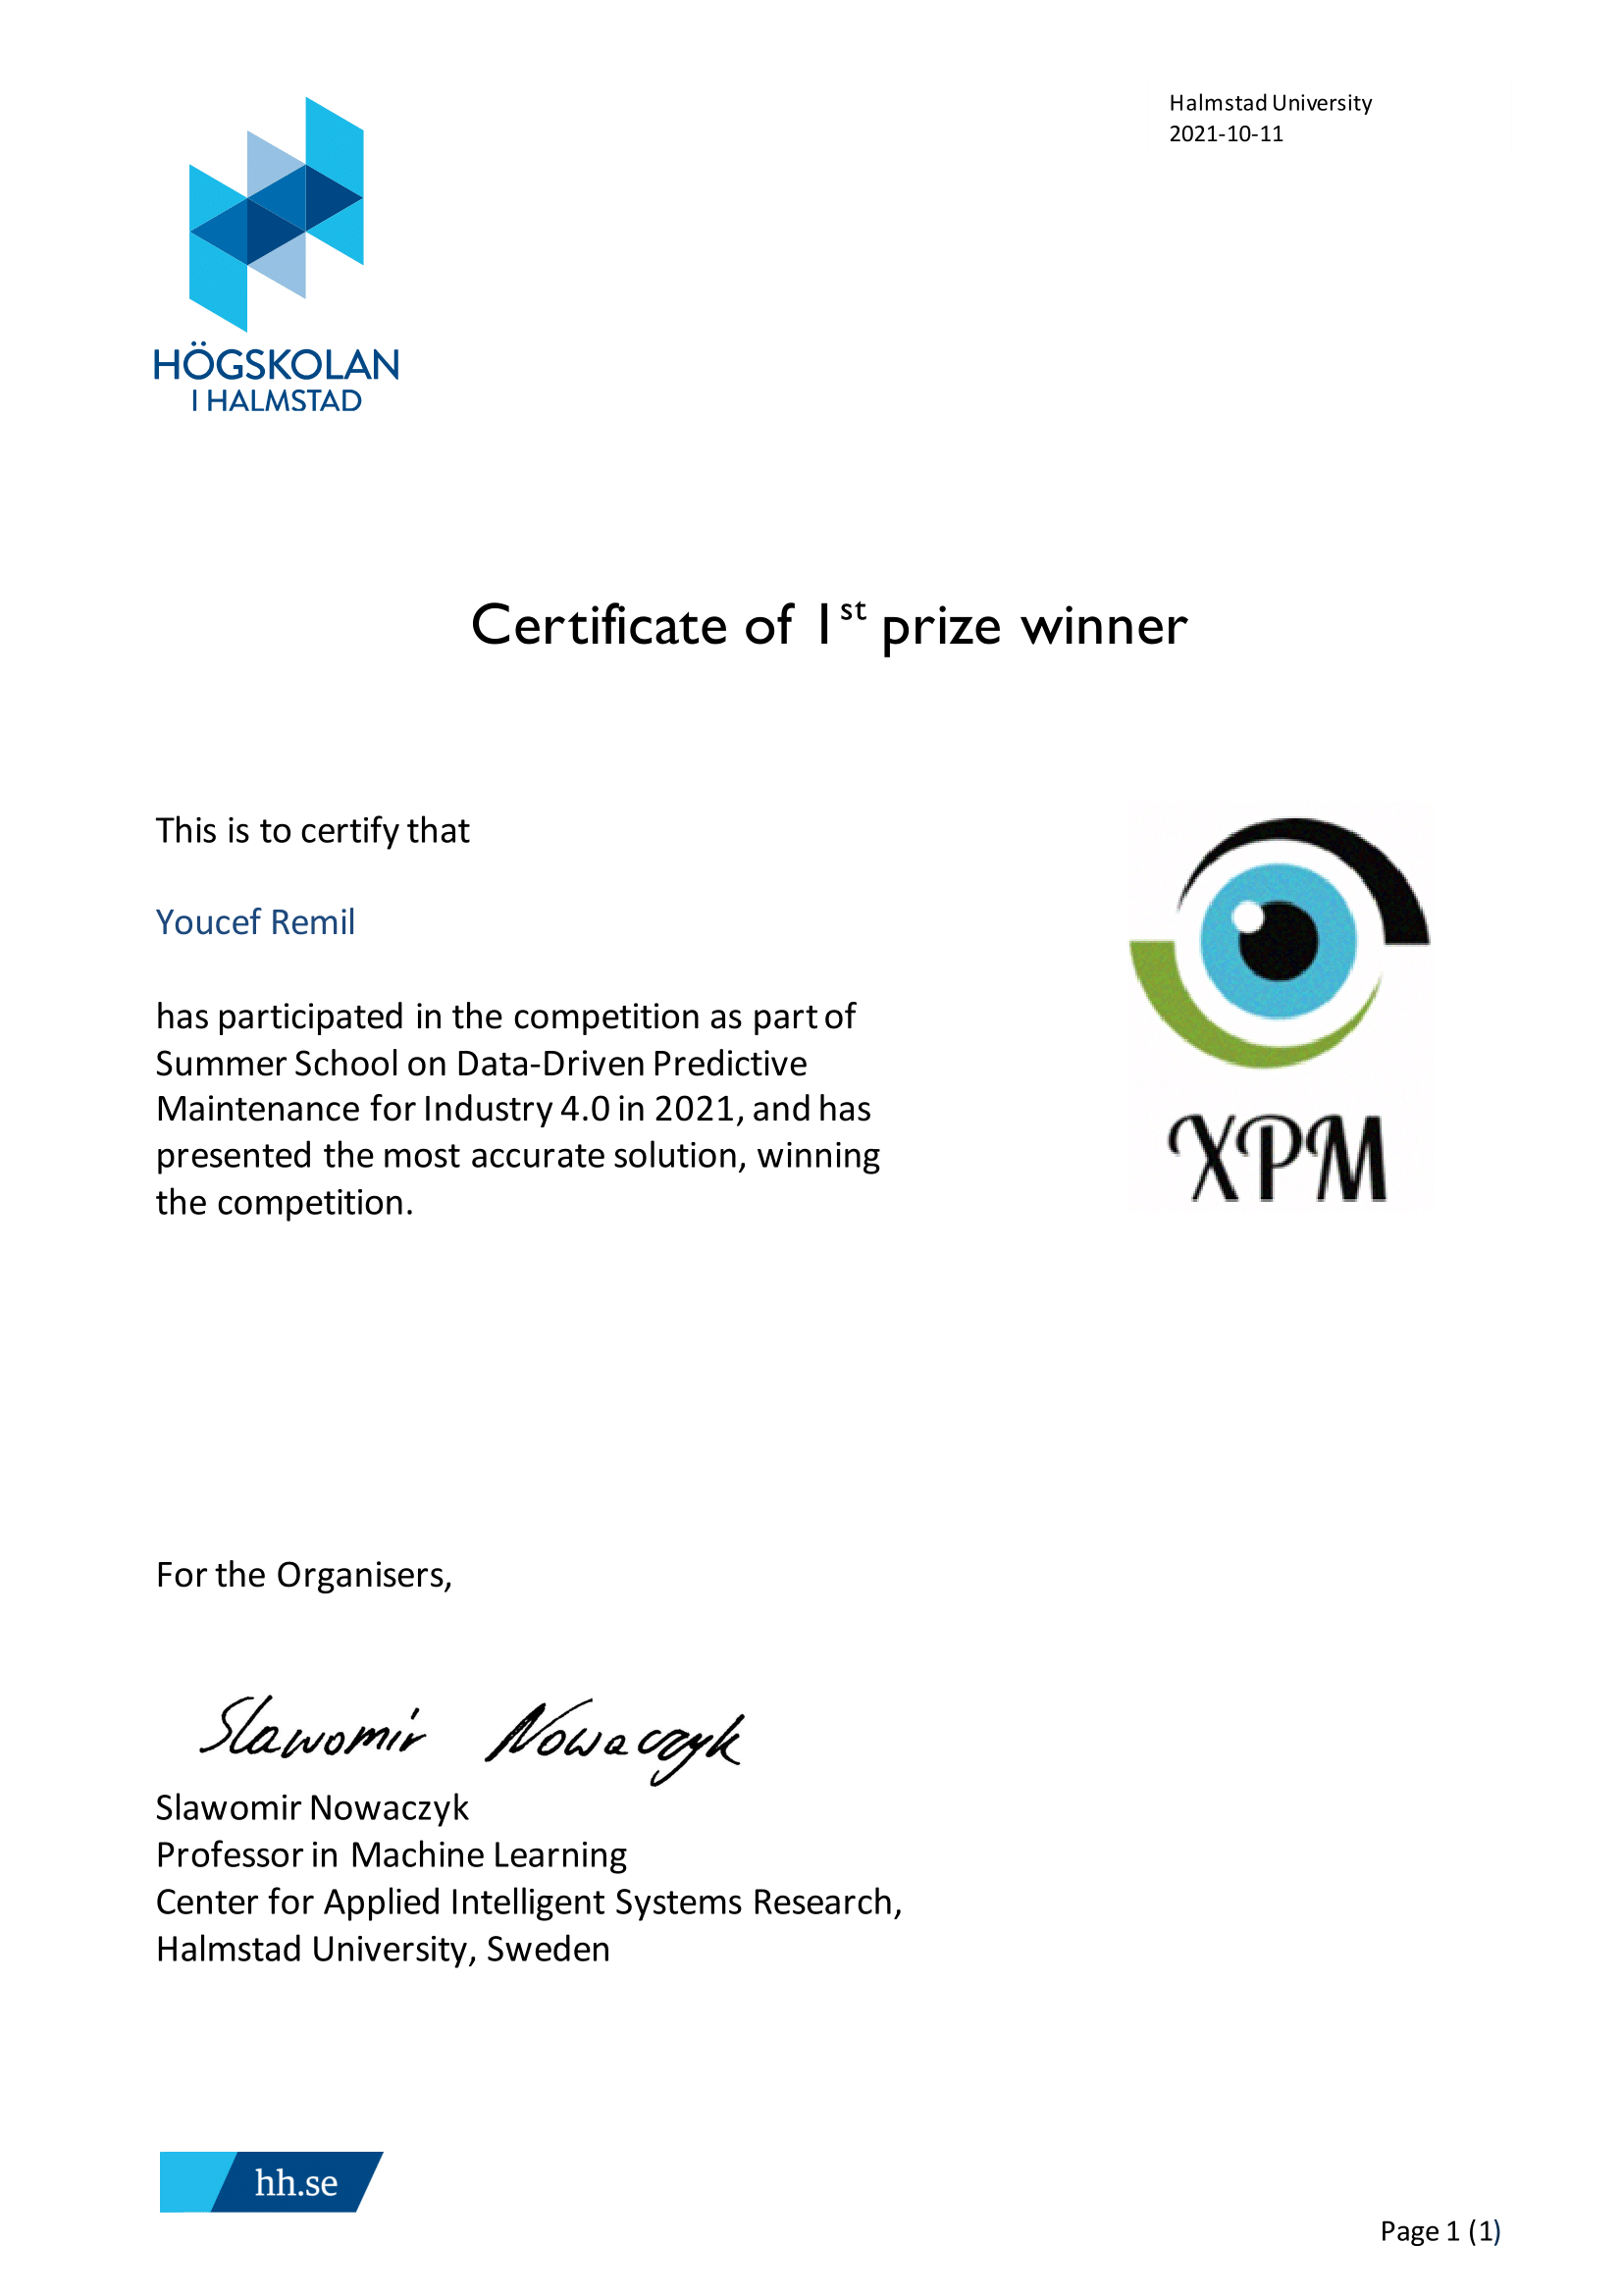 Halmstad University
2021-10-11
HÖGSKOLAN
I HALMSTAD
Certificate of 1st prize winner
This is to certify that
Youcef Remil
has participated in the competition as part of
Summer School on Data-Driven Predictive
Maintenance for Industry 4.0 in 2021, and has
presented the most accurate solution, winning
the competition.
XPM
For the Organisers,
Slawomir Nowaczyk
Slawomir Nowaczyk
Professor in Machine Learning
Center for Applied Intelligent Systems Research,
Halmstad University, Sweden
hh.se
Page 1 (1)